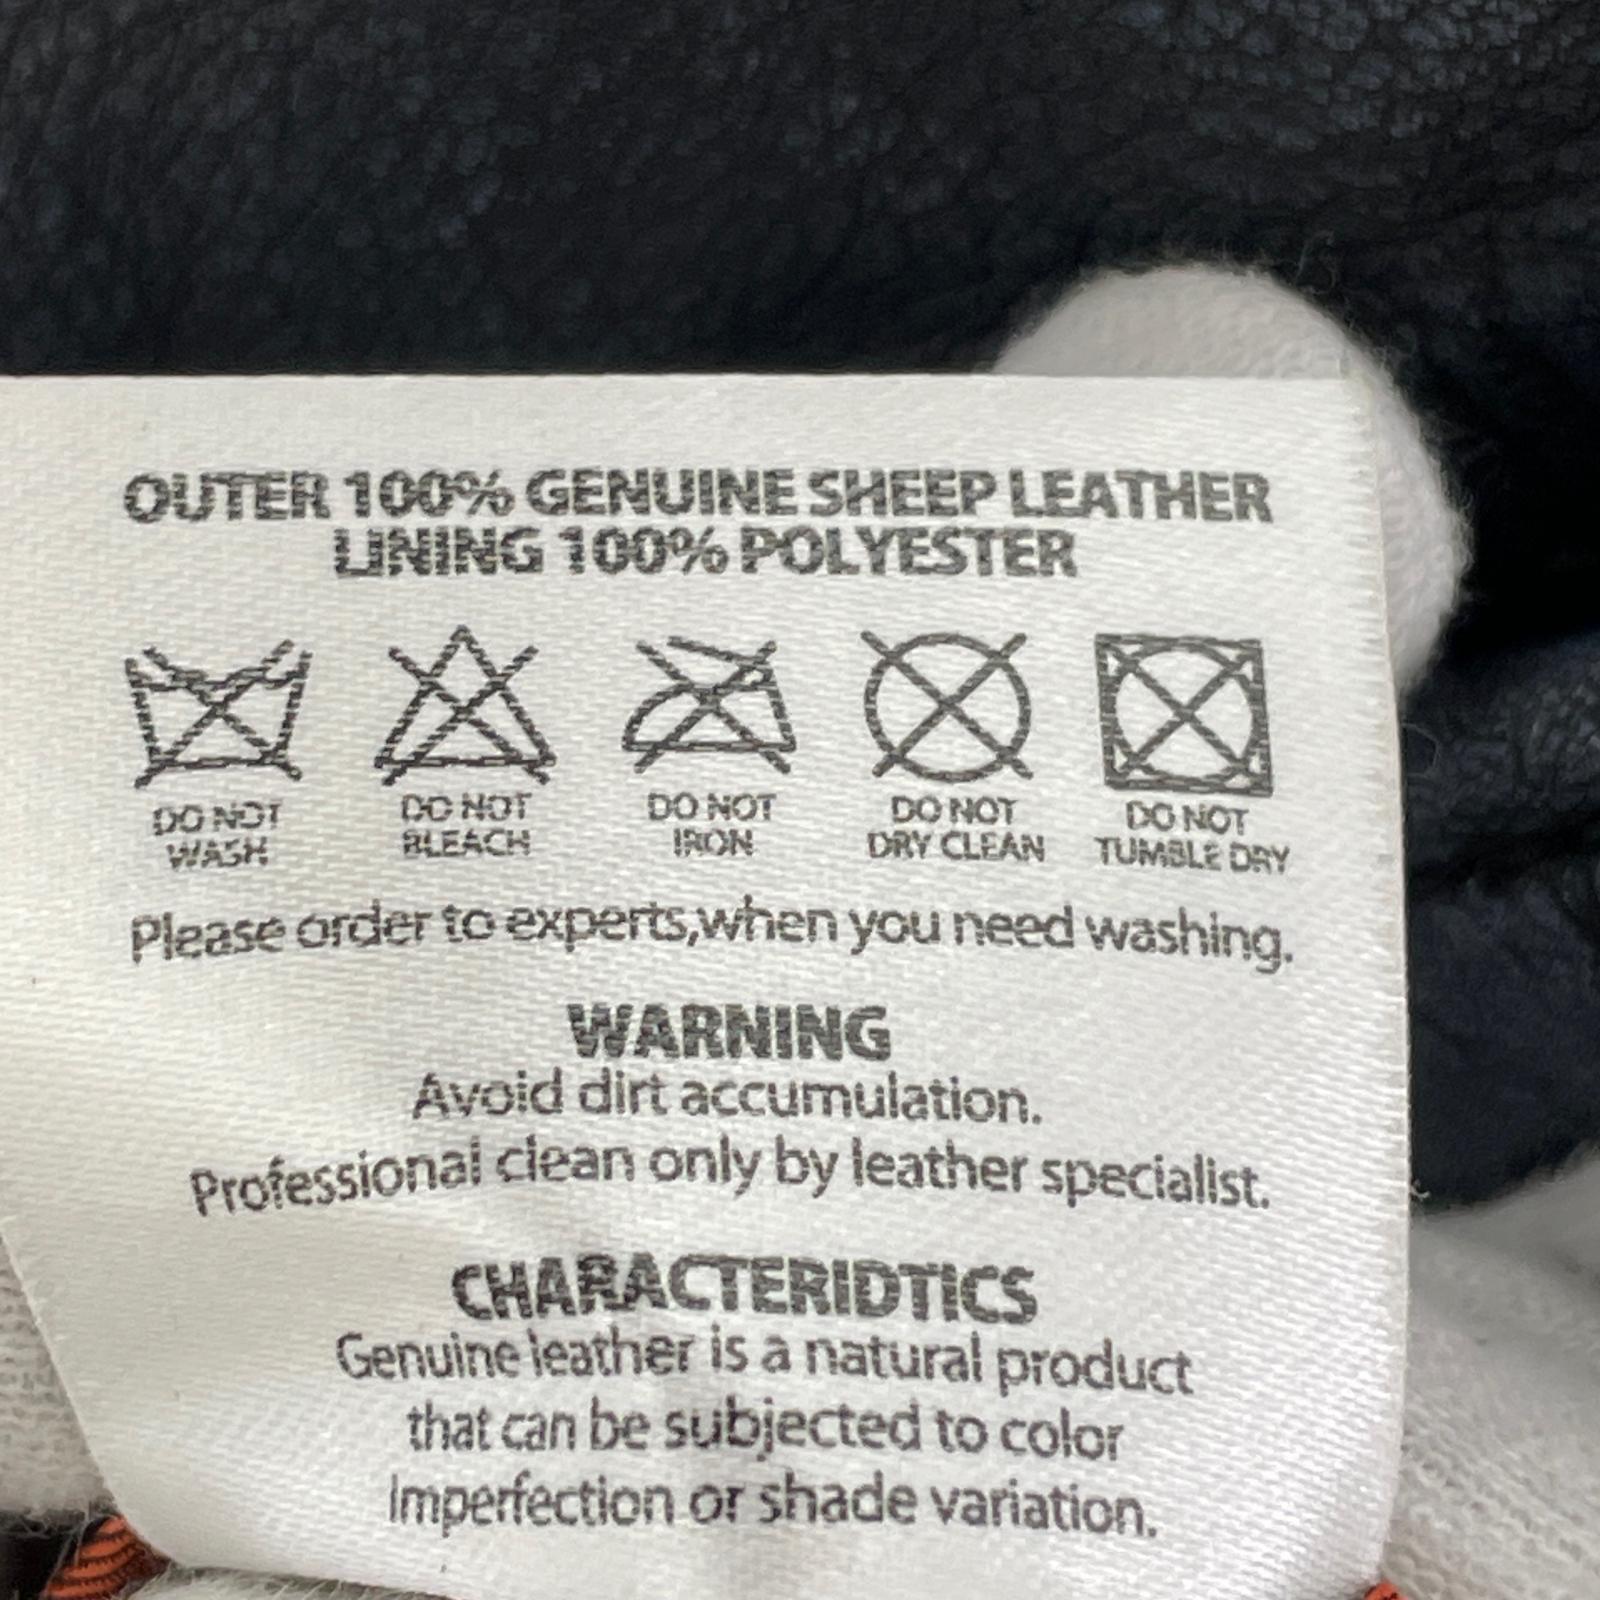 OUTER 100% GENUINE SHEEP LEATHER
LINING 100% POLYESTER
DO NOT WASH
DO NOT BLEACH
DO NOT IRON
DO NOT DRY CLEAN
DO NOT TUMBLE DRY
Please order to experts,when you need washing.
WARNING
Avoid dirt accumulation.
Professional clean only by leather specialist.
CHARACTERIDTICS
Genuine leather is a natural product
that can be subjected to color
Imperfection or shade variation.